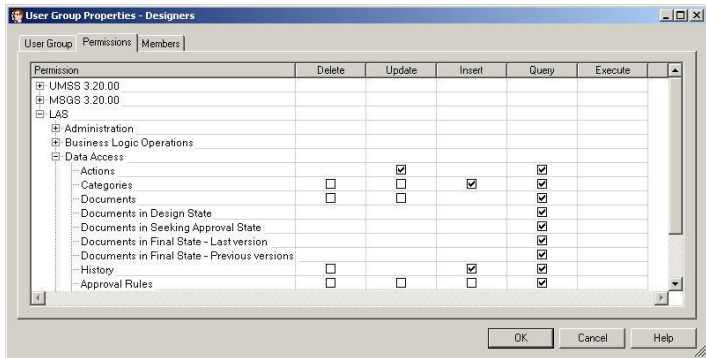 User Group Properties - Designers
User Group Permissions Members
Permission Delete Update Insert Query Execute
UMSS 3.20.00
MSGS 3.20.00
LAS
Administration
Business Logic Operations
Data Access
Actions
Categories
Documents
Documents in Design State
Documents in Seeking Approval State
Documents in Final State - Last version
Documents in Final State - Previous versions
History
Approval Rules
OK Cancel Help